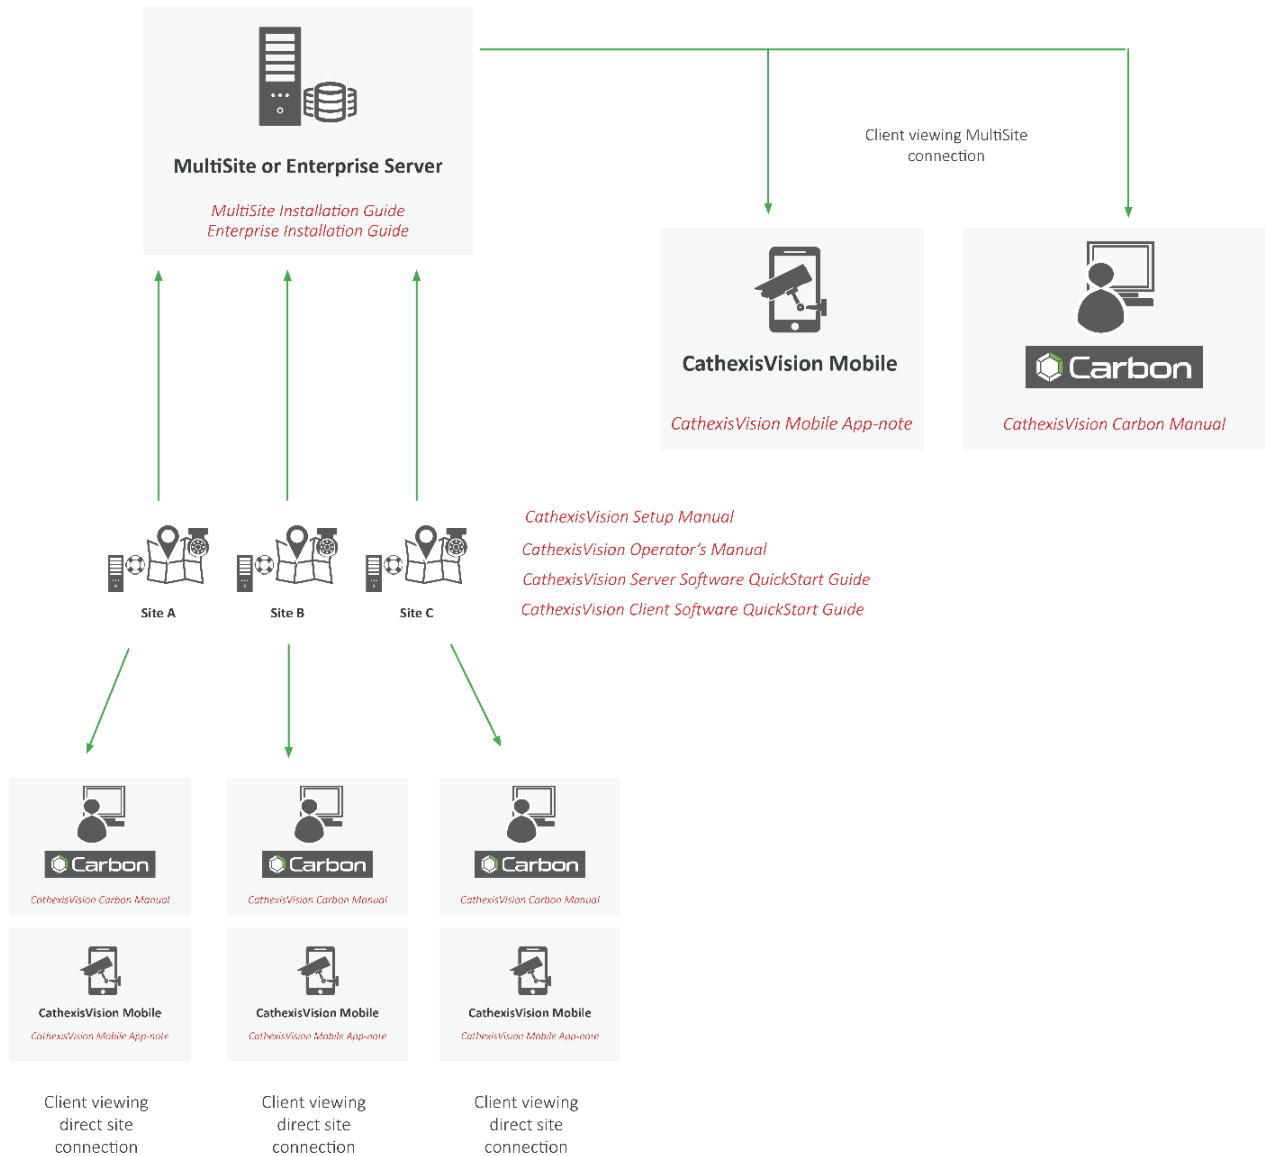 MultiSite or Enterprise Server
MultiSite Installation Guide
Enterprise Installation Guide
Client viewing MultiSite
connection
CathexisVision Mobile
CathexisVision Mobile App-note
Carbon
CathexisVision Carbon Manual
Site A
Site B
Site C
CathexisVision Setup Manual
CathexisVision Operator's Manual
CathexisVision Server Software QuickStart Guide
CathexisVision Client Software QuickStart Guide
Carbon
CathexisVision Carbon Manual
CathexisVision Mobile
CathexisVision Mobile App-note
Client viewing
direct site
connection
Carbon
CathexisVision Carbon Manual
CathexisVision Mobile
CathexisVision Mobile App-note
Client viewing
direct site
connection
Carbon
CathexisVision Carbon Manual
CathexisVision Mobile
CathexisVision Mobile App-note
Client viewing
direct site
connection